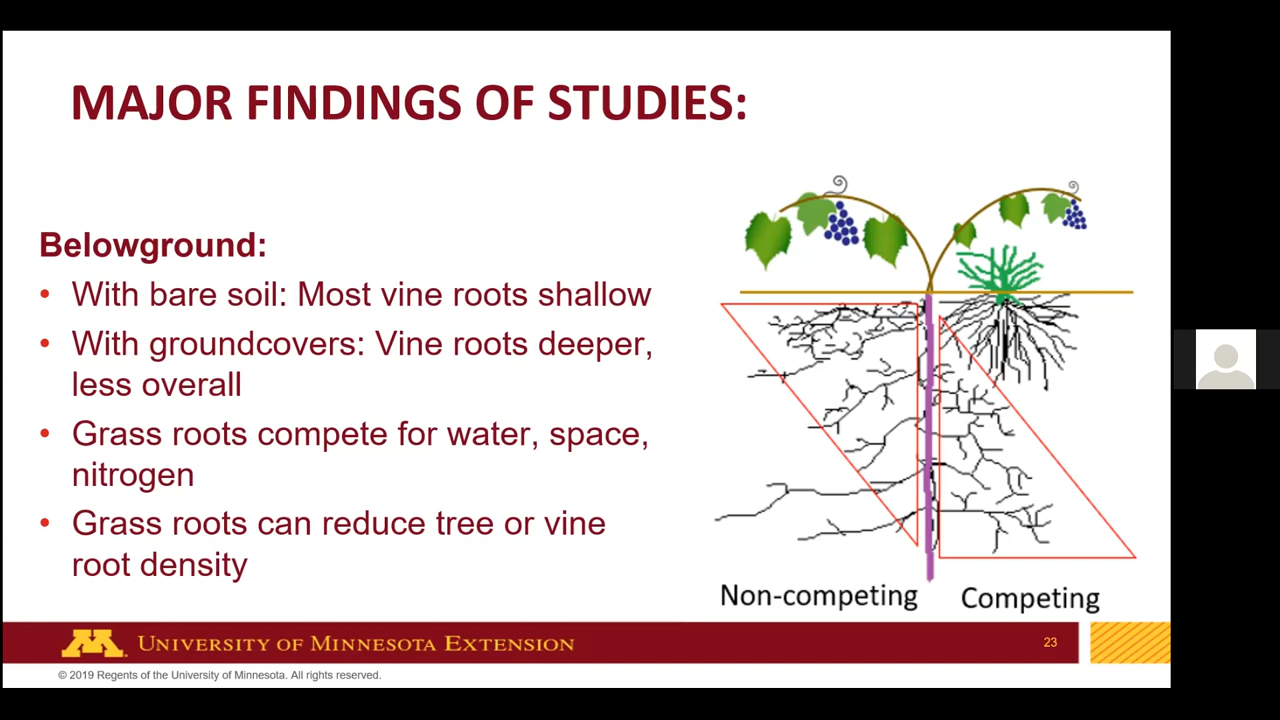 MAJOR FINDINGS OF STUDIES:
Belowground:
• With bare soil: Most vine roots shallow
• With groundcovers: Vine roots deeper,
less overall
• Grass roots compete for water, space,
nitrogen
• Grass roots can reduce tree or vine
root density
Non-competing
Competing
M UNIVERSITY OF MINNESOTA EXTENSION
23
© 2019 Regents of the University of Minnesota. All rights reserved.